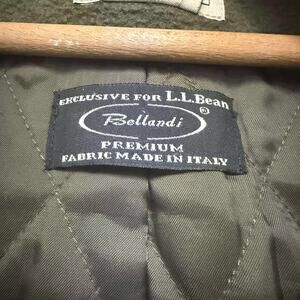 EXCLUSIVE FOR L.L.Bean
Bellandi ®
PREMIUM
FABRIC MADE IN ITALY